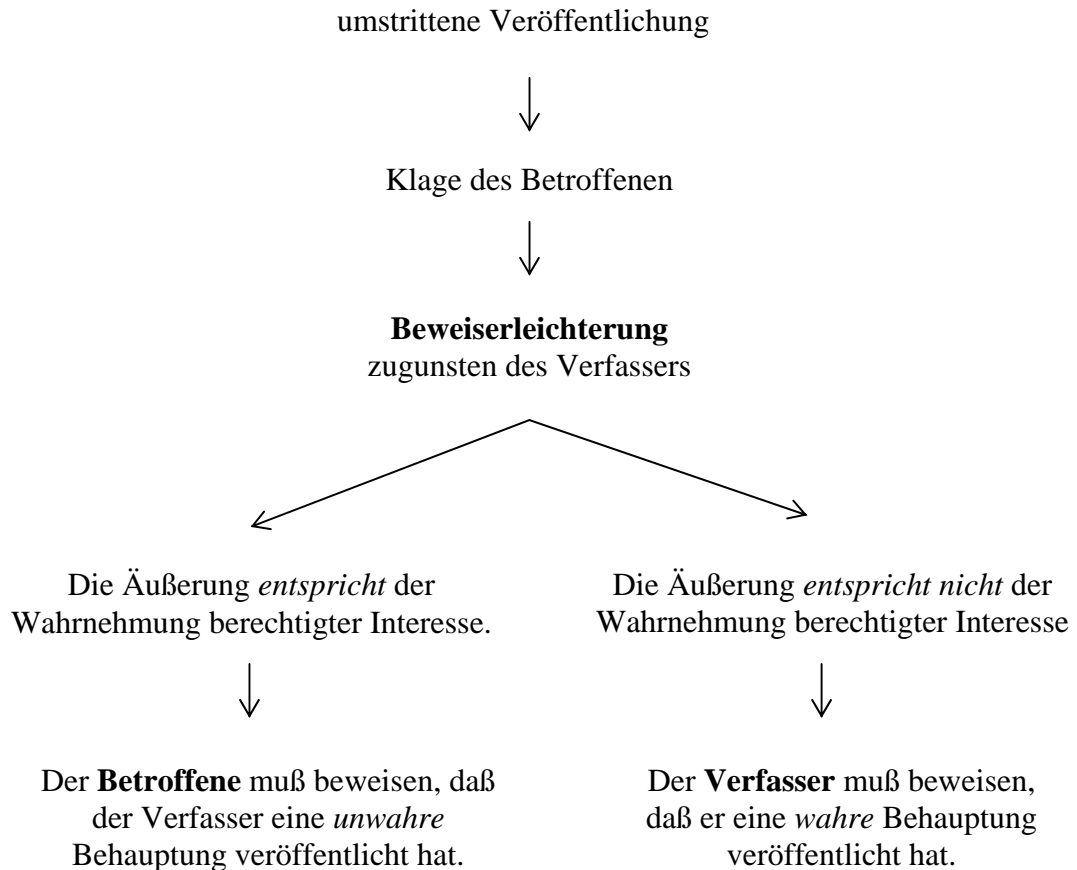 umstrittene Veröffentlichung
Klage des Betroffenen
Beweiserleichterung
zugunsten des Verfassers
Die Äußerung entspricht der
Wahrnehmung berechtigter Interesse.
Die Äußerung entspricht nicht der
Wahrnehmung berechtigter Interesse
Der Betroffene muß beweisen, daß
der Verfasser eine unwahre
Behauptung veröffentlicht hat.
Der Verfasser muß beweisen,
daß er eine wahre Behauptung
veröffentlicht hat.